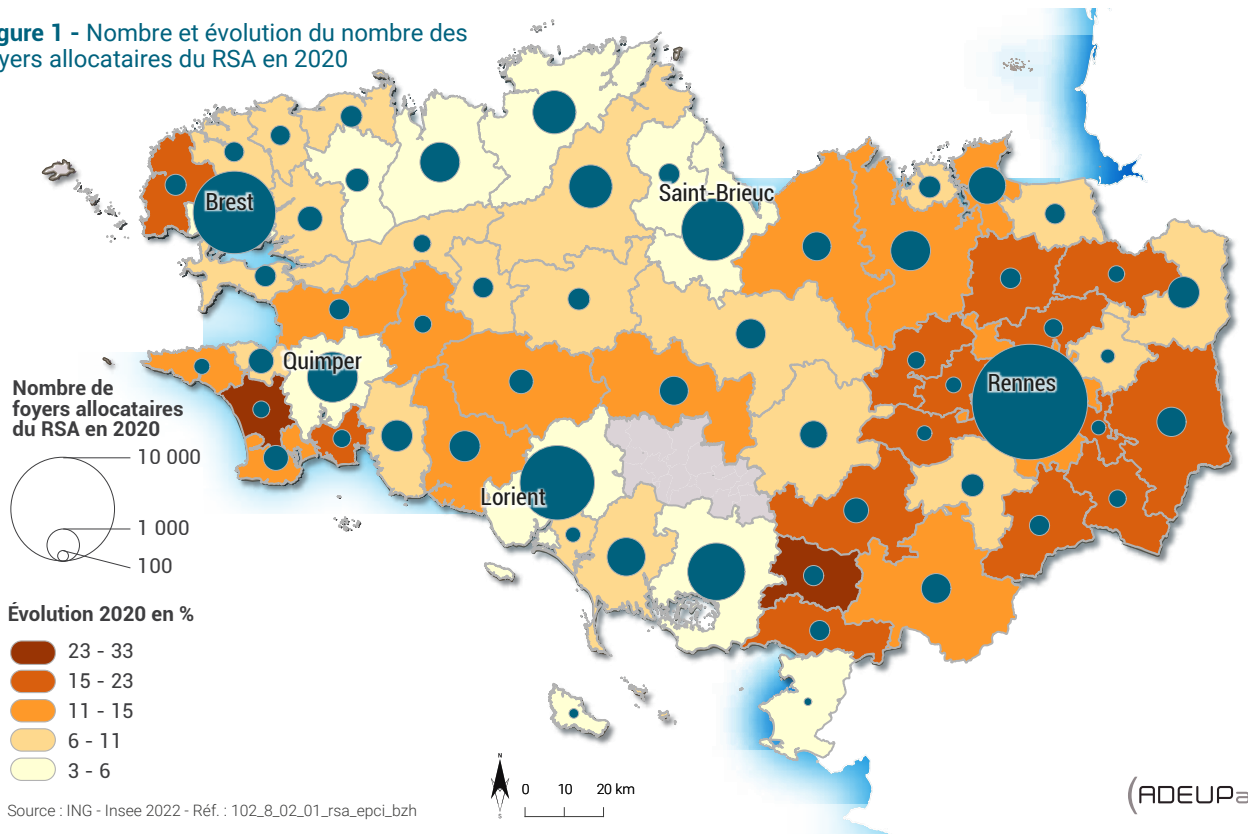 gure 1 - Nombre et évolution du nombre des
yers allocataires du RSA en 2020
Brest
Saint-Brieuc
Quimper
Rennes
Lorient
Nombre de
foyers allocataires
du RSA en 2020
10 000
1 000
100
Évolution 2020 en %
23 - 33
15 - 23
11 - 15
6 - 11
3 - 6
N
S
0 10 20 km
Source : ING - Insee 2022 - Réf. : 102_8_02_01_rsa_epci_bzh
(ADEUPa